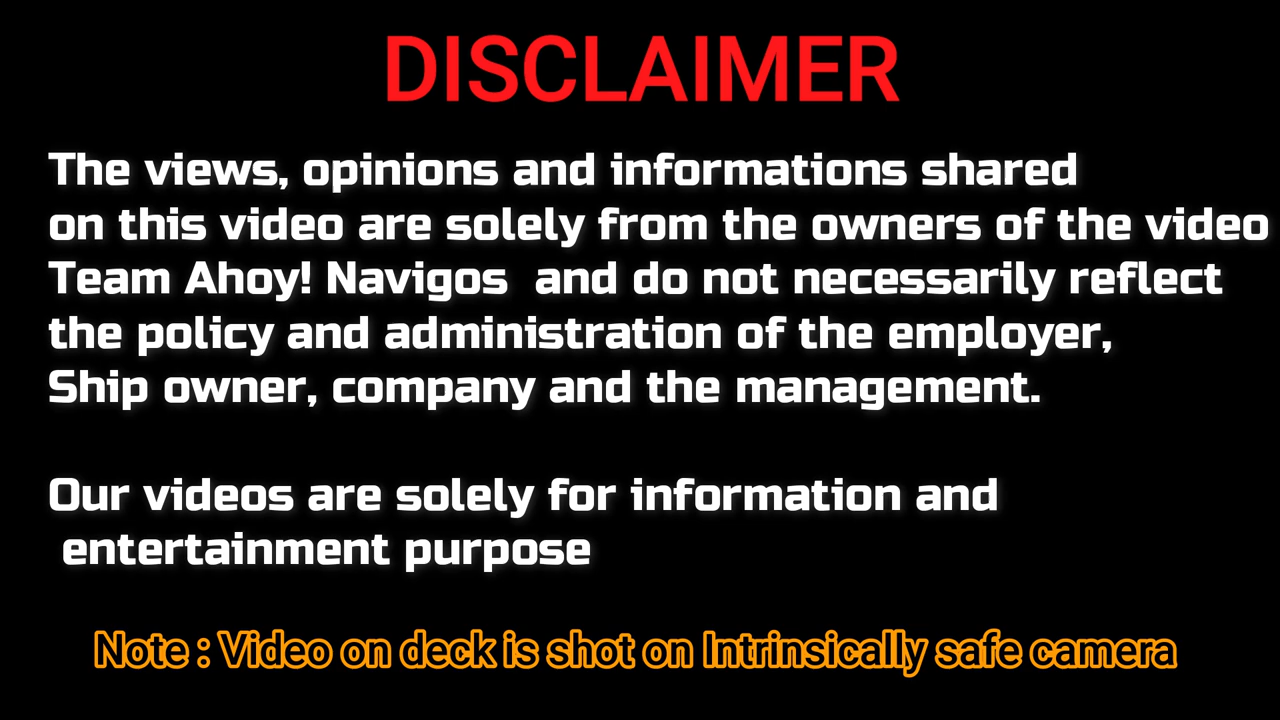 DISCLAIMER
The views, opinions and informations shared
on this video are solely from the owners of the video
Team Ahoy! Navigos  and do not necessarily reflect
the policy and administration of the employer,
Ship owner, company and the management.
Our videos are solely for information and
entertainment purpose
Note : Video on deck is shot on Intrinsically safe camera